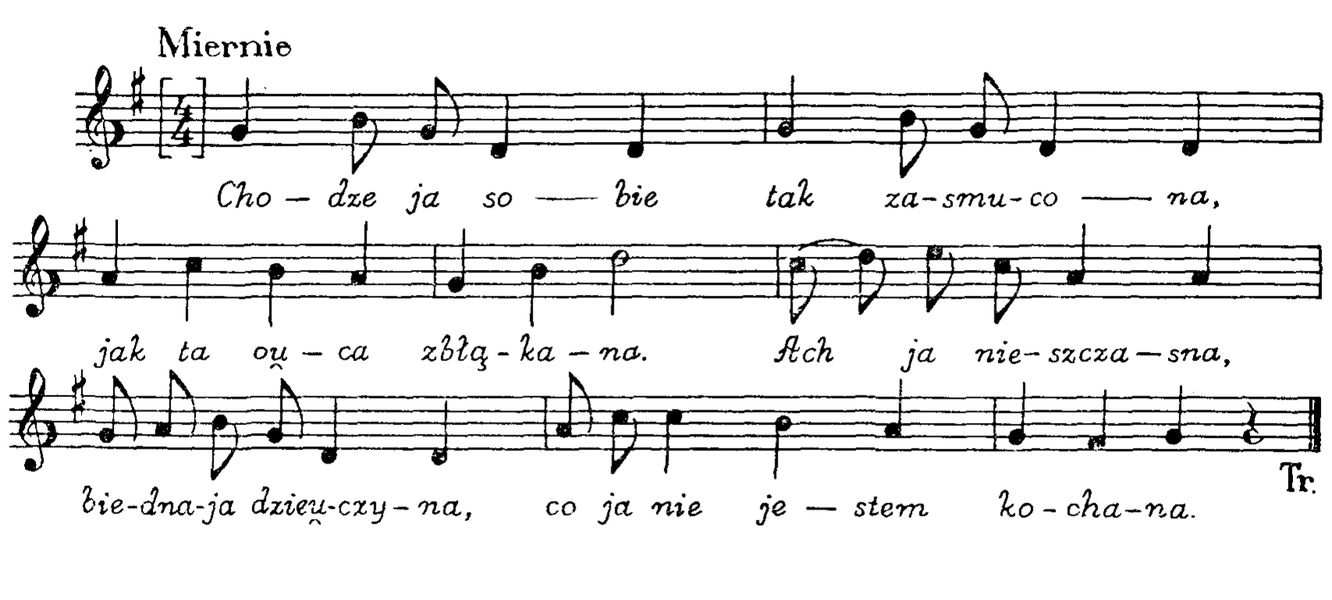 Miernie
4
4
Cho – dze ja so — bie tak za-smu-co — na,
jak ta ou̯ – ca zbłą-ka – na. Ach ja nie-szcza – sna,
bie-dna-ja dzieu̯-czy – na, co ja nie je – stem ko-cha-na.
Tr.